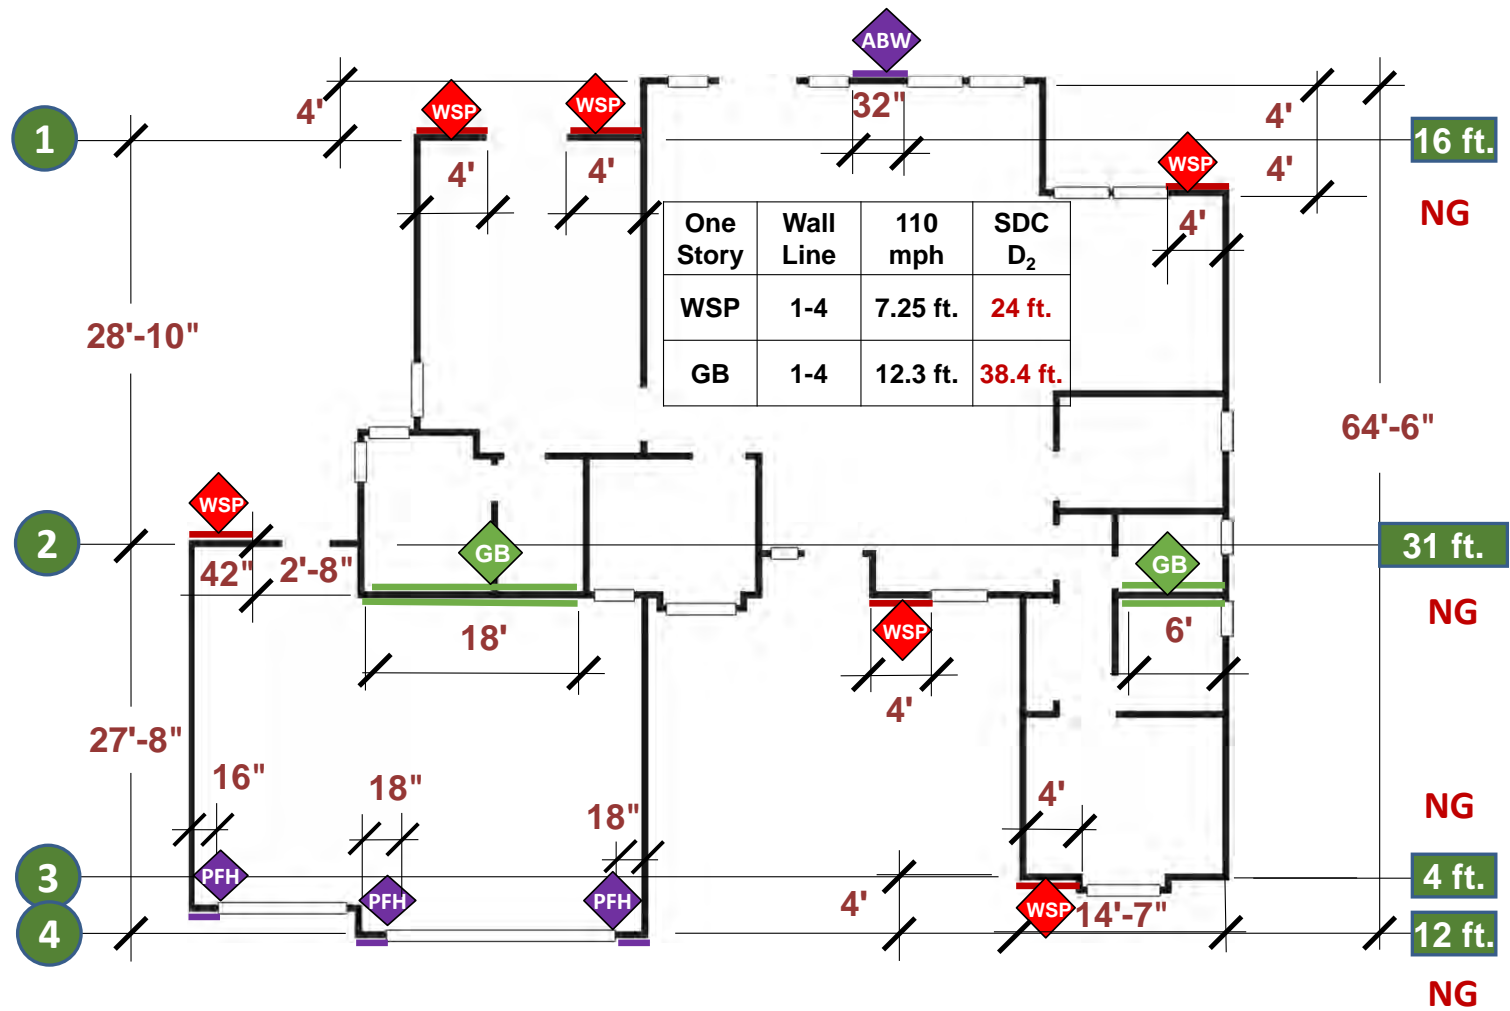 ABW
WSP
WSP
32"
4'
4'
1
16 ft.
4'
4'
WSP
4'
NG
4'
One Story
Wall Line
110 mph
SDC D₂
WSP
1-4
7.25 ft.
24 ft.
GB
1-4
12.3 ft.
38.4 ft.
28'-10"
64'-6"
WSP
2
GB
GB
31 ft.
42"
2'-8"
NG
18'
WSP
6'
4'
27'-8"
16"
18"
18"
4'
NG
3
PFH
PFH
PFH
4 ft.
4'
WSP
14'-7"
4
12 ft.
NG